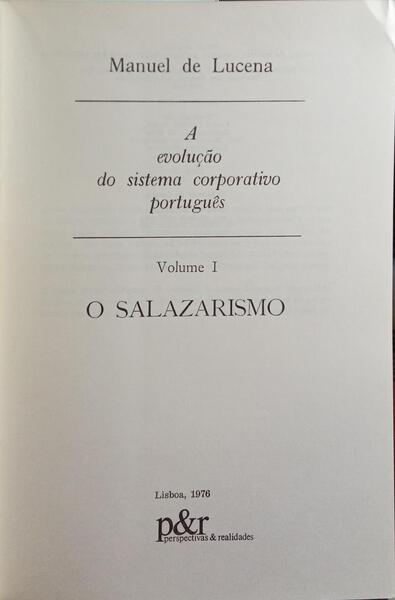 Manuel de Lucena
A
evolução
do sistema corporativo
português
Volume I
O SALAZARISMO
Lisboa, 1976
p&r
perspectivas & realidades